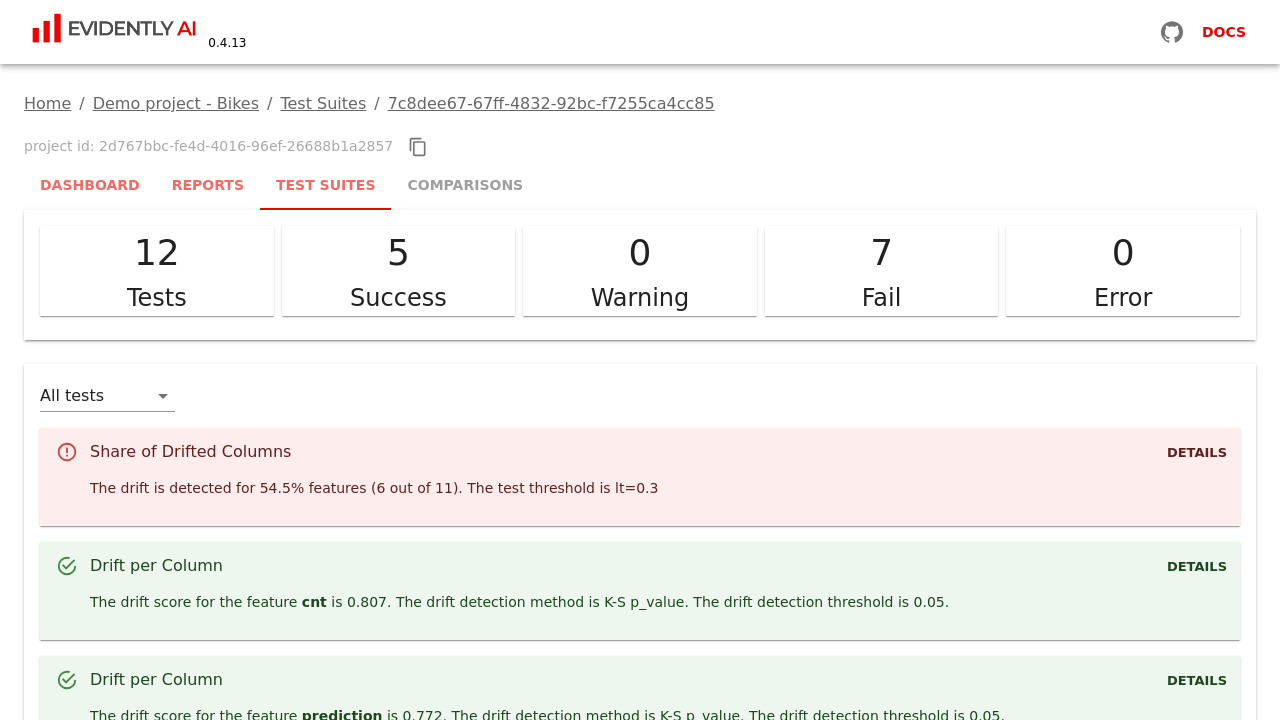 EVIDENTLY AI
0.4.13
DOCS
Home / Demo project - Bikes / Test Suites / 7c8dee67-67ff-4832-92bc-f7255ca4cc85
project id: 2d767bbc-fe4d-4016-96ef-26688b1a2857
DASHBOARD REPORTS TEST SUITES COMPARISONS
12 5 0 7 0
Tests Success Warning Fail Error
All tests
Share of Drifted Columns DETAILS
The drift is detected for 54.5% features (6 out of 11). The test threshold is lt=0.3
Drift per Column DETAILS
The drift score for the feature cnt is 0.807. The drift detection method is K-S p_value. The drift detection threshold is 0.05.
Drift per Column DETAILS
The drift score for the feature prediction is 0.772. The drift detection method is K-S p_value. The drift detection threshold is 0.05.